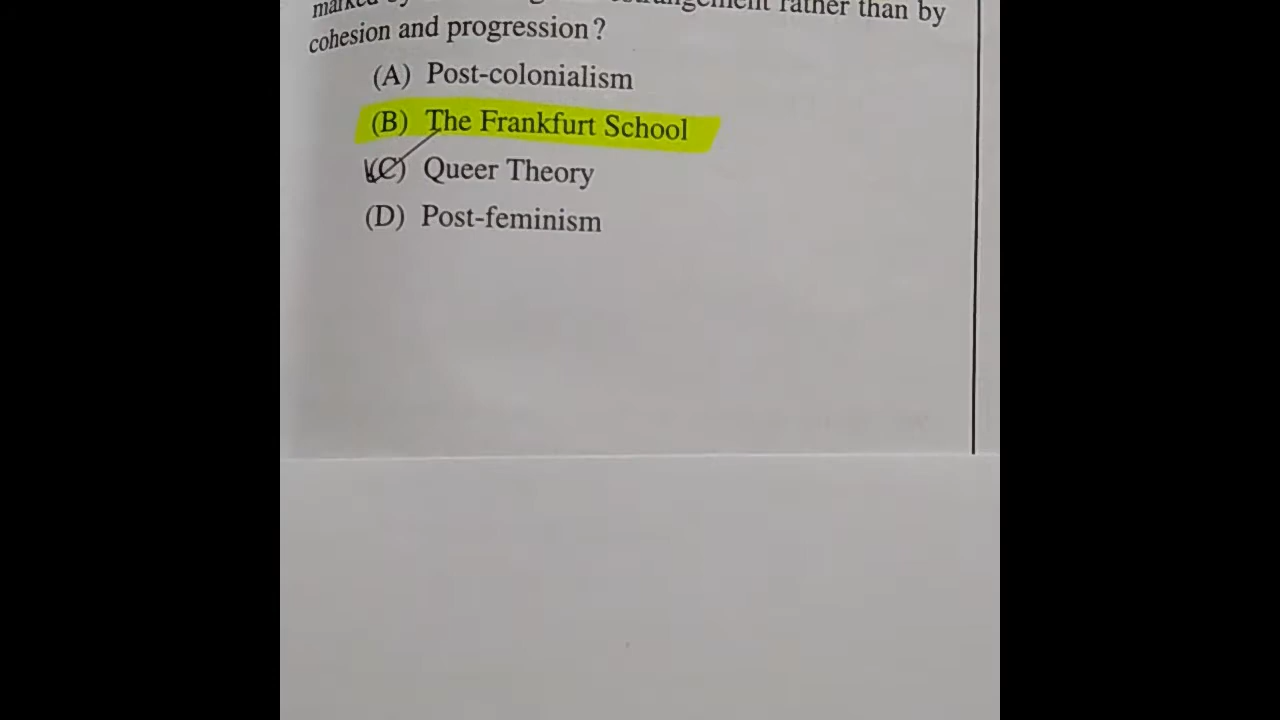 rather than by
cohesion and progression ?
(A) Post-colonialism
(B) The Frankfurt School
(C) Queer Theory
(D) Post-feminism